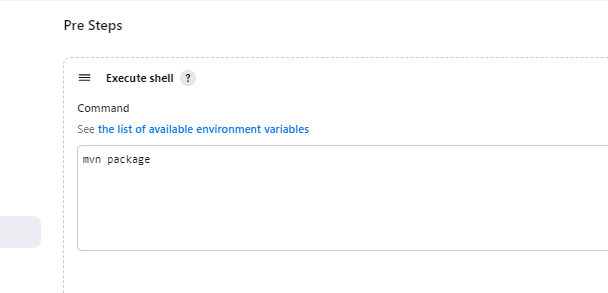 Pre Steps
Execute shell ?
Command
See the list of available environment variables
mvn package